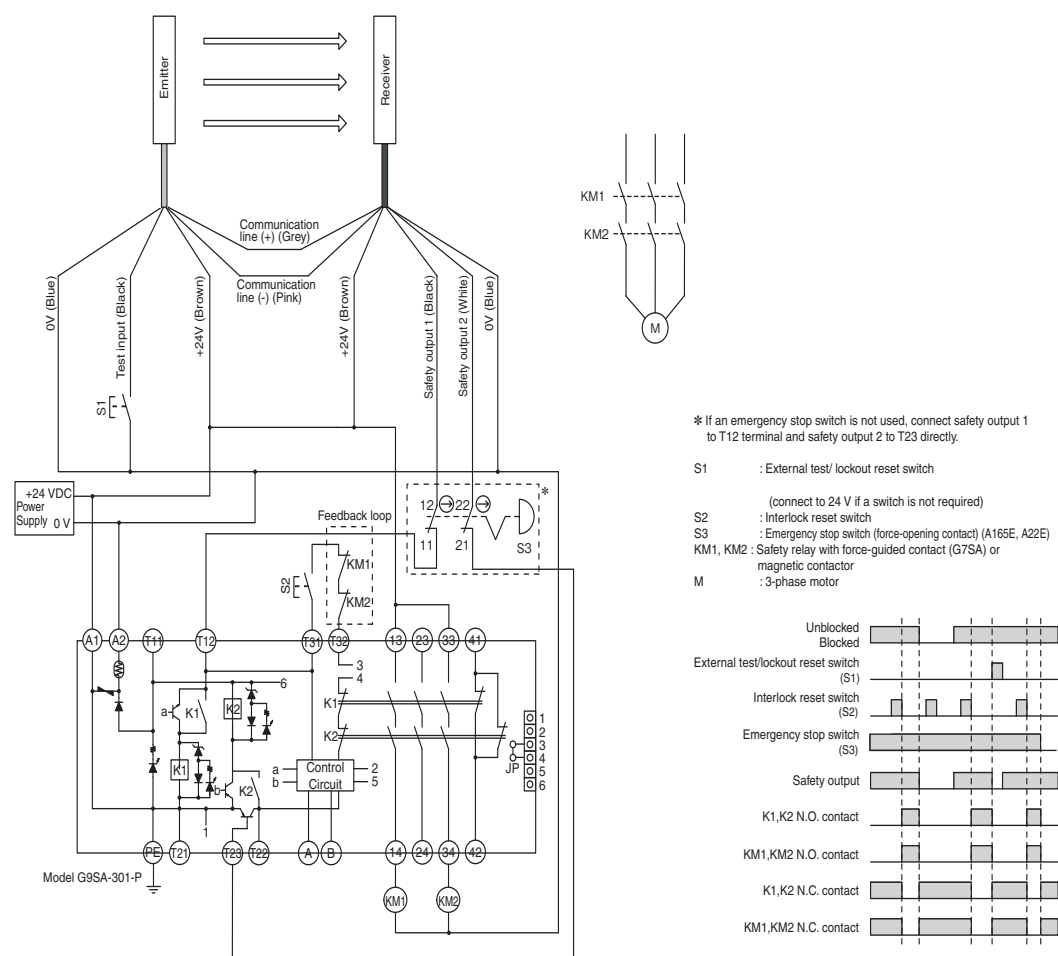 Emitter
Receiver
Communication
line (+) (Grey)
Communication
line (-) (Pink)
0V (Blue)
Test input (Black)
+24V (Brown)
+24V (Brown)
Safety output 1 (Black)
Safety output 2 (White)
0V (Blue)
KM1
KM2
M
S1
+24 VDC
Power
Supply 0 V
Feedback loop
KM1
KM2
S2
12
22
11
21
S3
*
* If an emergency stop switch is not used, connect safety output 1
to T12 terminal and safety output 2 to T23 directly.
S1 : External test/ lockout reset switch
(connect to 24 V if a switch is not required)
S2 : Interlock reset switch
S3 : Emergency stop switch (force-opening contact) (A165E, A22E)
KM1, KM2 : Safety relay with force-guided contact (G7SA) or
magnetic contactor
M : 3-phase motor
A1
A2
T11
T12
T31
T32
13
23
33
41
3
4
6
a
K1
K2
K1
K2
K1
b
K2
a
b
Control
Circuit
2
5
1
JP
1
2
3
4
5
6
PE
T21
T23
T22
A
B
14
24
34
42
Model G9SA-301-P
KM1
KM2
Unblocked
Blocked
External test/lockout reset switch
(S1)
Interlock reset switch
(S2)
Emergency stop switch
(S3)
Safety output
K1,K2 N.O. contact
KM1,KM2 N.O. contact
K1,K2 N.C. contact
KM1,KM2 N.C. contact